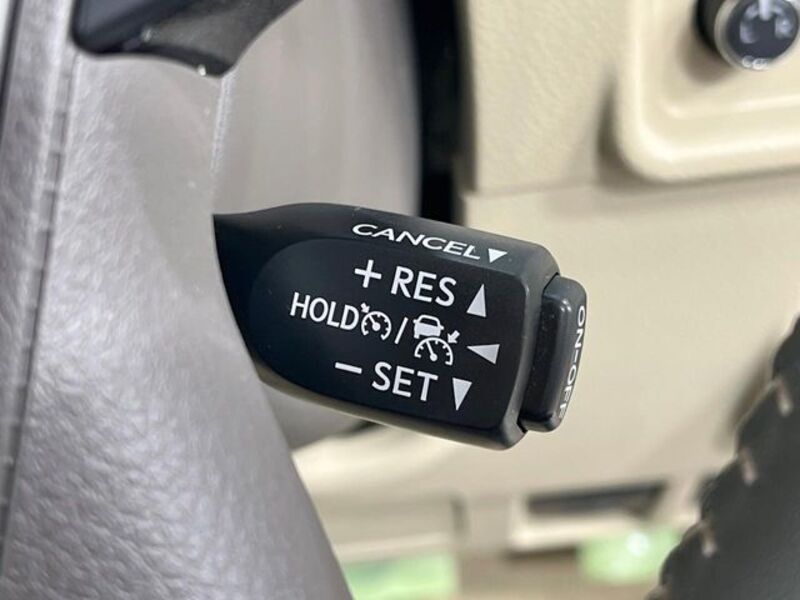 CANCEL▼
+ RES ▲
HOLD / ◀
− SET ▼
ON-OFF
L R